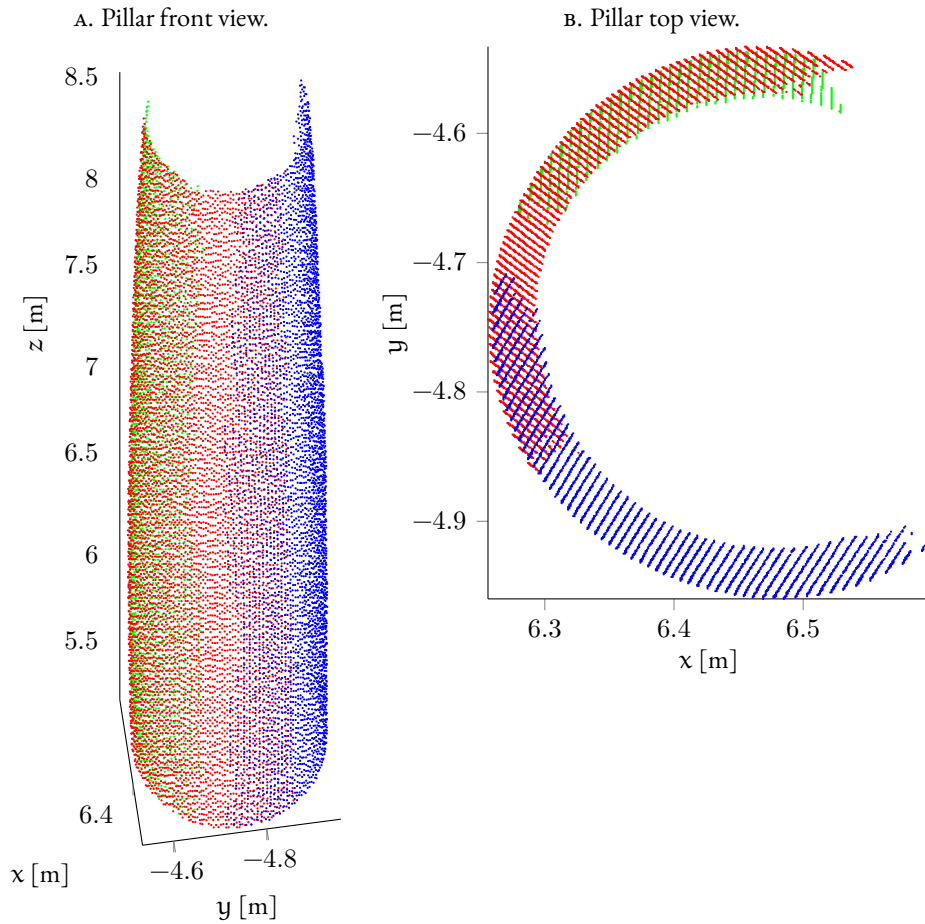 A. Pillar front view.
8.5
8
7.5
7
6.5
6
5.5
6.4
−4.6
−4.8
z [m]
x [m]
y [m]
B. Pillar top view.
−4.6
−4.7
−4.8
−4.9
6.3
6.4
6.5
y [m]
x [m]